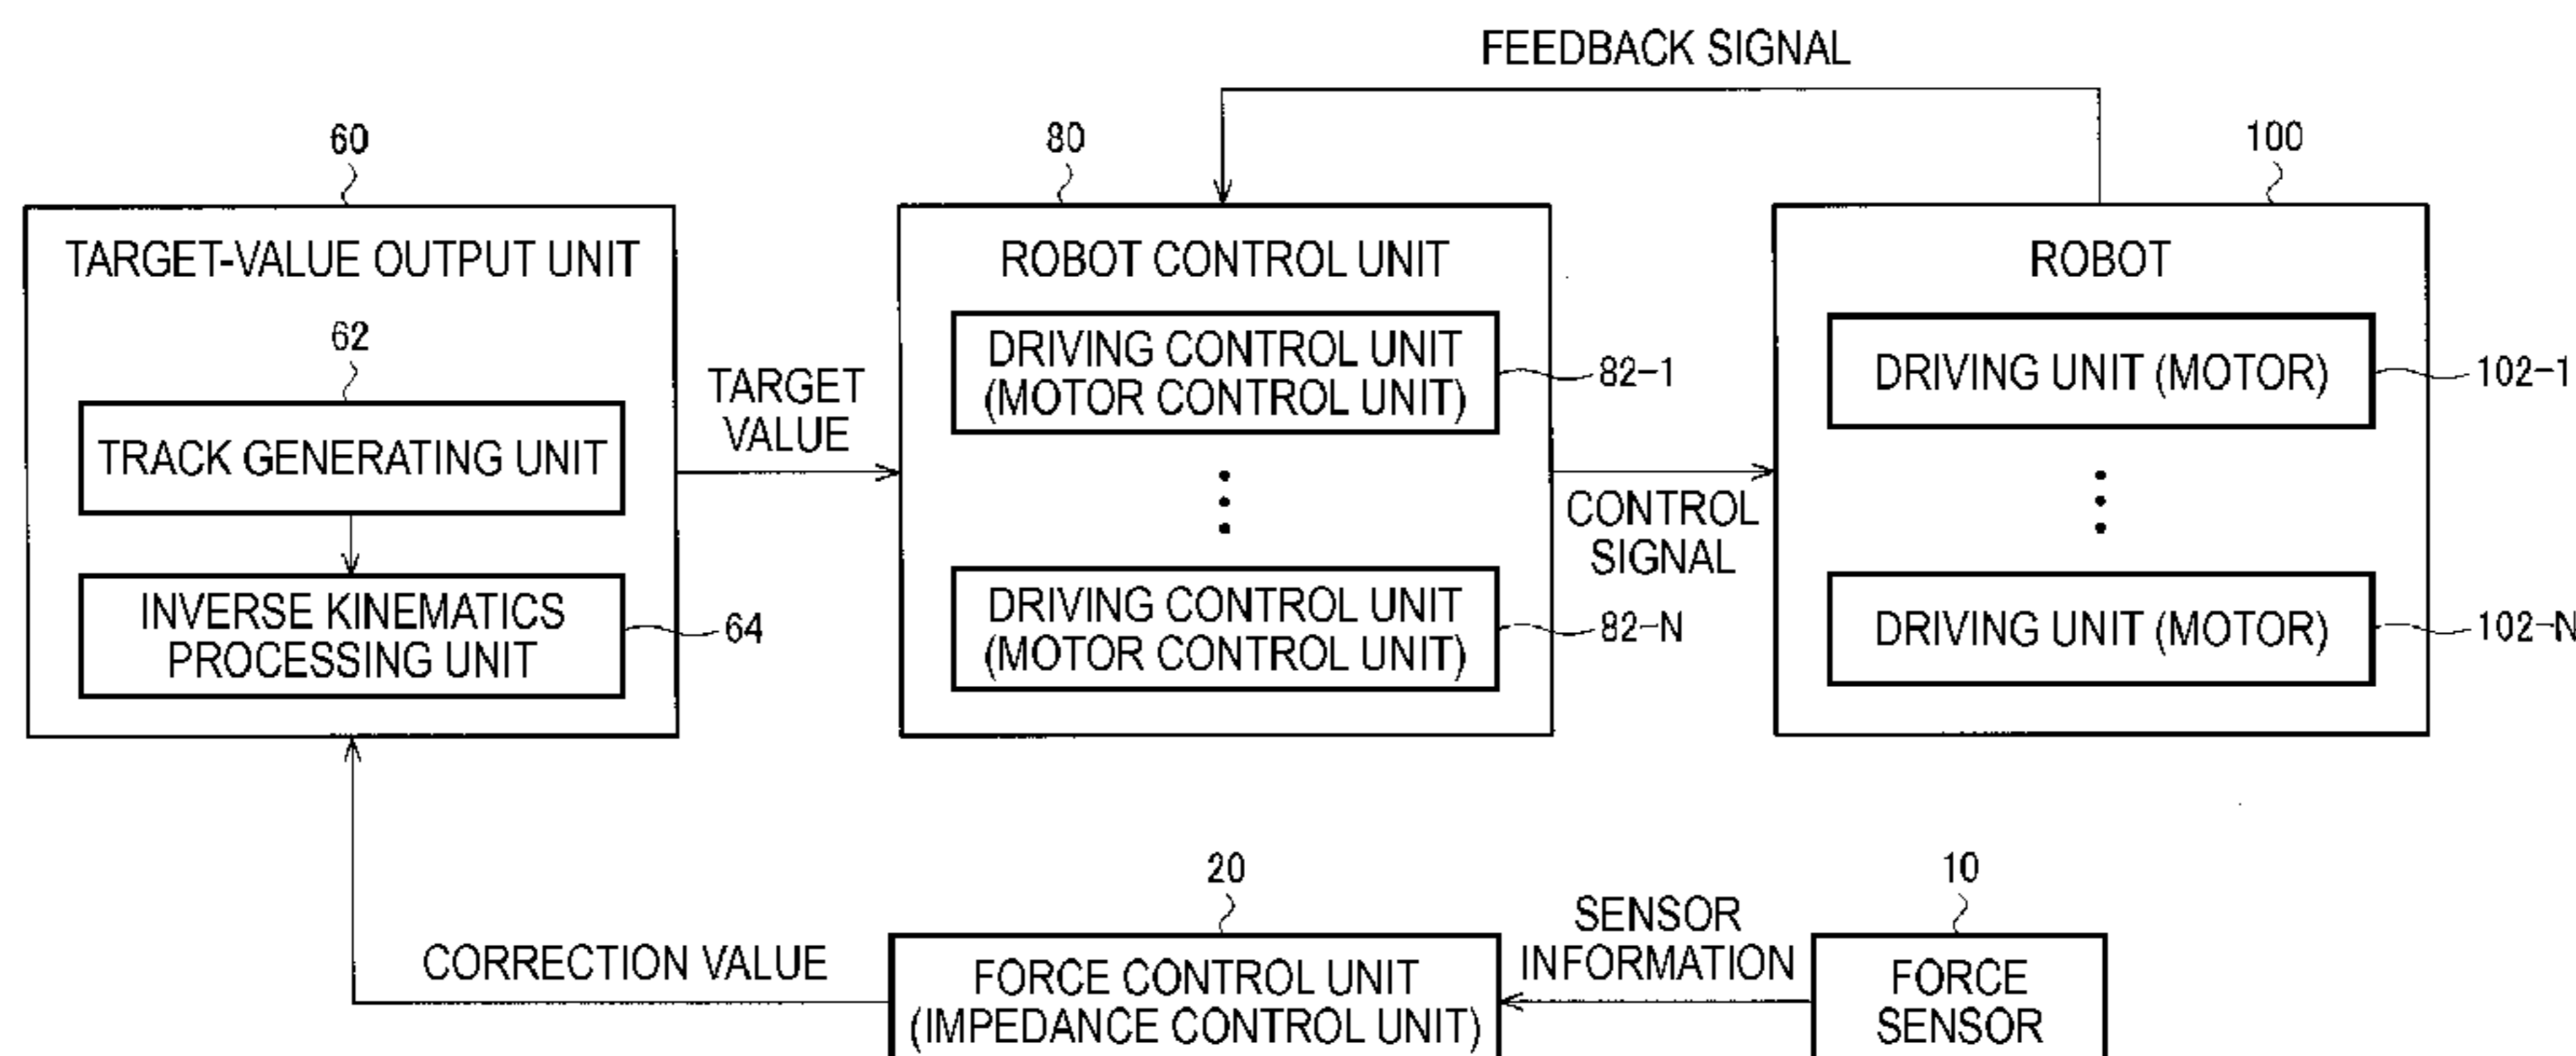 FEEDBACK SIGNAL
60
80
100
TARGET-VALUE OUTPUT UNIT
ROBOT CONTROL UNIT
ROBOT
62
TRACK GENERATING UNIT
TARGET
VALUE
DRIVING CONTROL UNIT
(MOTOR CONTROL UNIT)
82-1
DRIVING UNIT (MOTOR)
102-1
CONTROL
SIGNAL
INVERSE KINEMATICS
PROCESSING UNIT
64
DRIVING CONTROL UNIT
(MOTOR CONTROL UNIT)
82-N
DRIVING UNIT (MOTOR)
102-N
20
10
CORRECTION VALUE
FORCE CONTROL UNIT
(IMPEDANCE CONTROL UNIT)
SENSOR
INFORMATION
FORCE
SENSOR